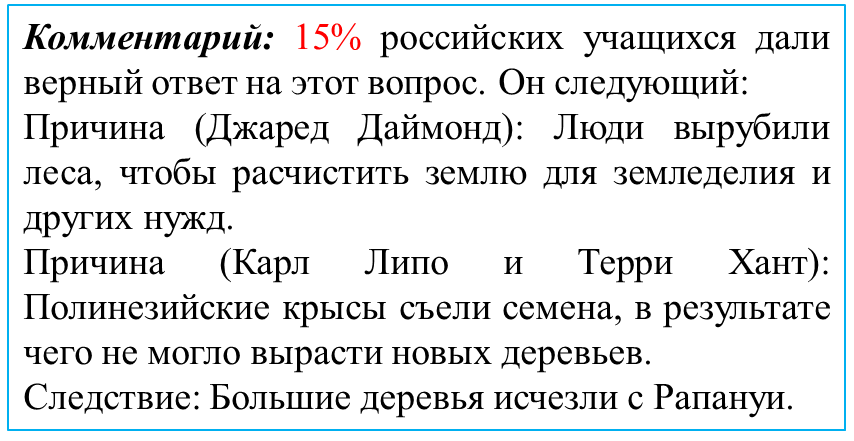 Комментарий: 15% российских учащихся дали
верный ответ на этот вопрос. Он следующий:
Причина (Джаред Даймонд): Люди вырубили
леса, чтобы расчистить землю для земледелия и
других нужд.
Причина (Карл Липо и Терри Хант):
Полинезийские крысы съели семена, в результате
чего не могло вырасти новых деревьев.
Следствие: Большие деревья исчезли с Рапануи.